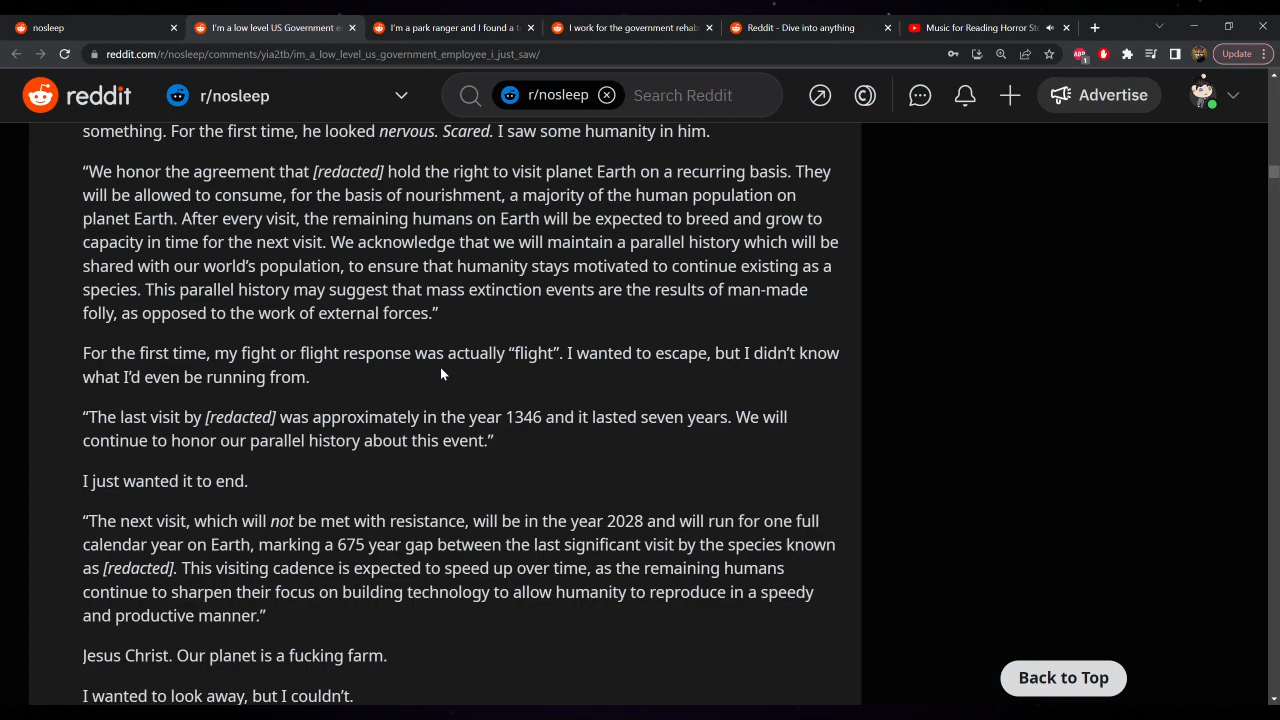 nosleep
I'm a low level US Government e
I'm a park ranger and I found a t
I work for the government rehab
Reddit - Dive into anything
Music for Reading Horror St
reddit.com/r/nosleep/comments/yia2tb/im_a_low_level_us_government_employee_i_just_saw/
Update
reddit
r/nosleep
r/nosleep
Search Reddit
Advertise
something. For the first time, he looked nervous. Scared. I saw some humanity in him.
“We honor the agreement that [redacted] hold the right to visit planet Earth on a recurring basis. They
will be allowed to consume, for the basis of nourishment, a majority of the human population on
planet Earth. After every visit, the remaining humans on Earth will be expected to breed and grow to
capacity in time for the next visit. We acknowledge that we will maintain a parallel history which will be
shared with our world’s population, to ensure that humanity stays motivated to continue existing as a
species. This parallel history may suggest that mass extinction events are the results of man-made
folly, as opposed to the work of external forces.”
For the first time, my fight or flight response was actually “flight”. I wanted to escape, but I didn’t know
what I’d even be running from.
“The last visit by [redacted] was approximately in the year 1346 and it lasted seven years. We will
continue to honor our parallel history about this event.”
I just wanted it to end.
“The next visit, which will not be met with resistance, will be in the year 2028 and will run for one full
calendar year on Earth, marking a 675 year gap between the last significant visit by the species known
as [redacted]. This visiting cadence is expected to speed up over time, as the remaining humans
continue to sharpen their focus on building technology to allow humanity to reproduce in a speedy
and productive manner.”
Jesus Christ. Our planet is a fucking farm.
Back to Top
I wanted to look away, but I couldn’t.